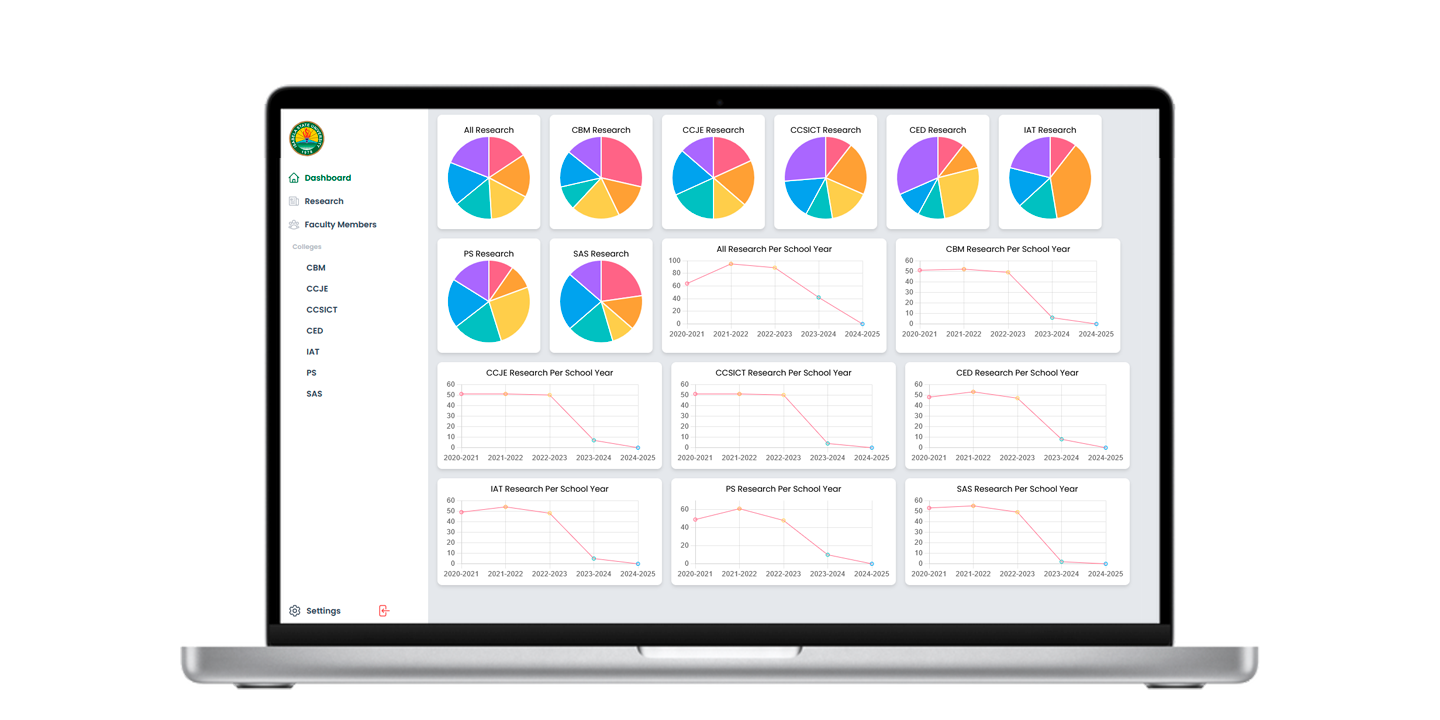 STATE UNIVERSITY
1978
Dashboard
Research
Faculty Members
Colleges
CBM
CCJE
CCSICT
CED
IAT
PS
SAS
Settings
All Research
CBM Research
CCJE Research
CCSICT Research
CED Research
IAT Research
PS Research
SAS Research
All Research Per School Year
100
80
60
40
20
0
2020-2021 2021-2022 2022-2023 2023-2024 2024-2025
CBM Research Per School Year
60
50
40
30
20
10
0
2020-2021 2021-2022 2022-2023 2023-2024 2024-2025
CCJE Research Per School Year
60
50
40
30
20
10
0
2020-2021 2021-2022 2022-2023 2023-2024 2024-2025
CCSICT Research Per School Year
60
50
40
30
20
10
0
2020-2021 2021-2022 2022-2023 2023-2024 2024-2025
CED Research Per School Year
60
50
40
30
20
10
0
2020-2021 2021-2022 2022-2023 2023-2024 2024-2025
IAT Research Per School Year
60
50
40
30
20
10
0
2020-2021 2021-2022 2022-2023 2023-2024 2024-2025
PS Research Per School Year
60
40
20
0
2020-2021 2021-2022 2022-2023 2023-2024 2024-2025
SAS Research Per School Year
60
50
40
30
20
10
0
2020-2021 2021-2022 2022-2023 2023-2024 2024-2025